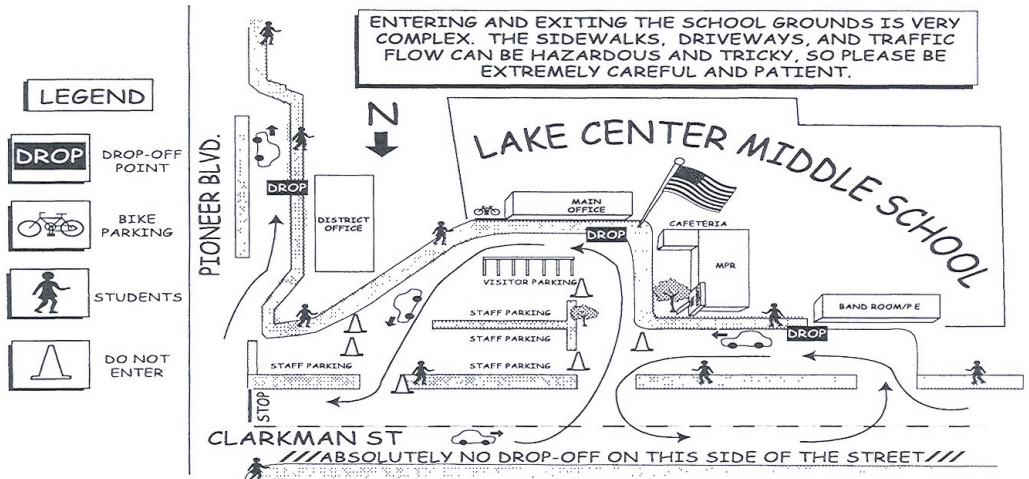 ENTERING AND EXITING THE SCHOOL GROUNDS IS VERY
COMPLEX. THE SIDEWALKS, DRIVEWAYS, AND TRAFFIC
FLOW CAN BE HAZARDOUS AND TRICKY, SO PLEASE BE
EXTREMELY CAREFUL AND PATIENT.
LEGEND
DROP
DROP-OFF
POINT
BIKE
PARKING
STUDENTS
DO NOT
ENTER
PIONEER BLVD.
N
LAKE CENTER MIDDLE SCHOOL
DROP
DISTRICT
OFFICE
MAIN
OFFICE
DROP
CAFETERIA
MPR
VISITOR PARKING
STAFF PARKING
STAFF PARKING
STAFF PARKING
STAFF PARKING
BAND ROOM/P E
DROP
STOP
CLARKMAN ST
////ABSOLUTELY NO DROP-OFF ON THIS SIDE OF THE STREET////